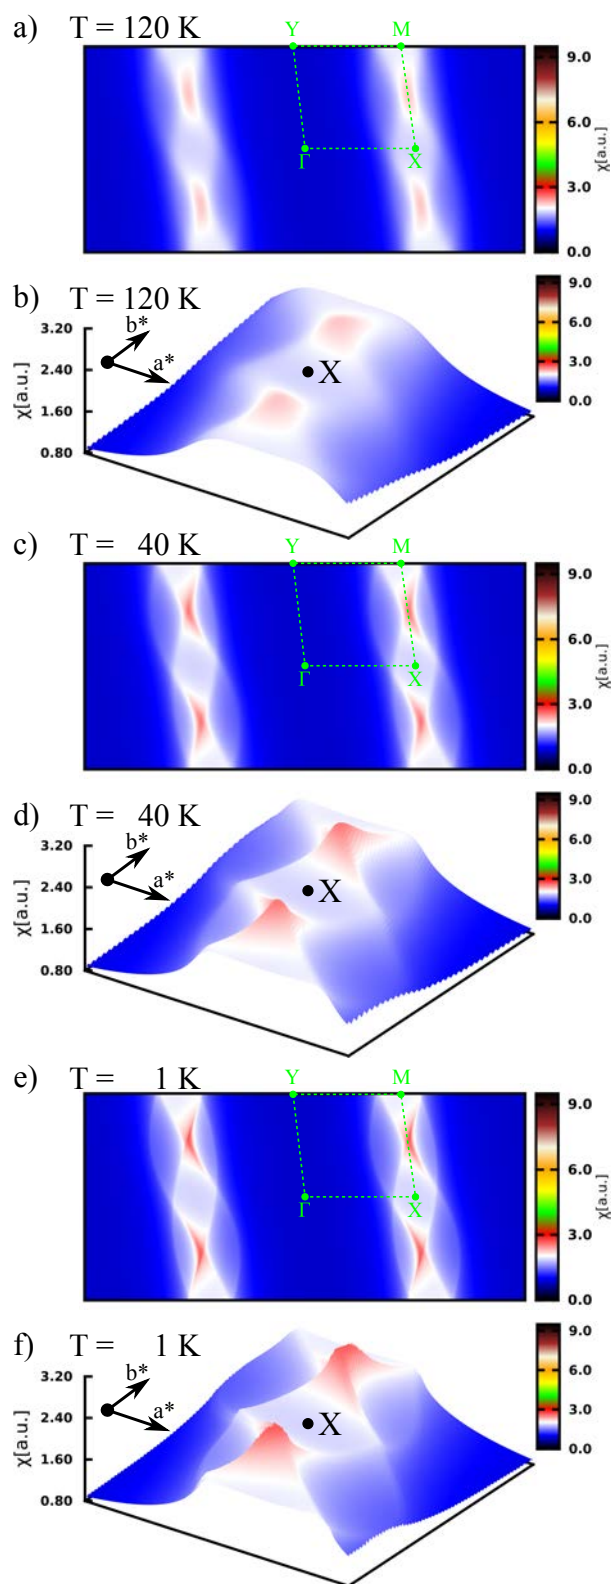 a) T = 120 K
Y M
Γ X
9.0
6.0
3.0
0.0
χ[a.u.]
b) T = 120 K
3.20
2.40
1.60
0.80
χ[a.u.]
b*
a*
X
9.0
6.0
3.0
0.0
c) T = 40 K
Y M
Γ X
9.0
6.0
3.0
0.0
χ[a.u.]
d) T = 40 K
3.20
2.40
1.60
0.80
χ[a.u.]
b*
a*
X
9.0
6.0
3.0
0.0
e) T = 1 K
Y M
Γ X
9.0
6.0
3.0
0.0
χ[a.u.]
f) T = 1 K
3.20
2.40
1.60
0.80
χ[a.u.]
b*
a*
X
9.0
6.0
3.0
0.0